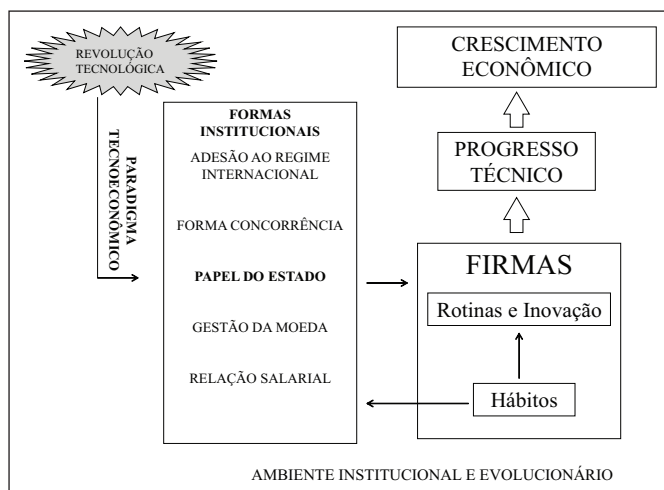 REVOLUÇÃO
TECNOLÓGICA
PARADIGMA
TECNOECONÔMICO
FORMAS
INSTITUCIONAIS
ADESÃO AO REGIME
INTERNACIONAL
FORMA CONCORRÊNCIA
PAPEL DO ESTADO
GESTÃO DA MOEDA
RELAÇÃO SALARIAL
CRESCIMENTO
ECONÔMICO
PROGRESSO
TÉCNICO
FIRMAS
Rotinas e Inovação
Hábitos
AMBIENTE INSTITUCIONAL E EVOLUCIONÁRIO